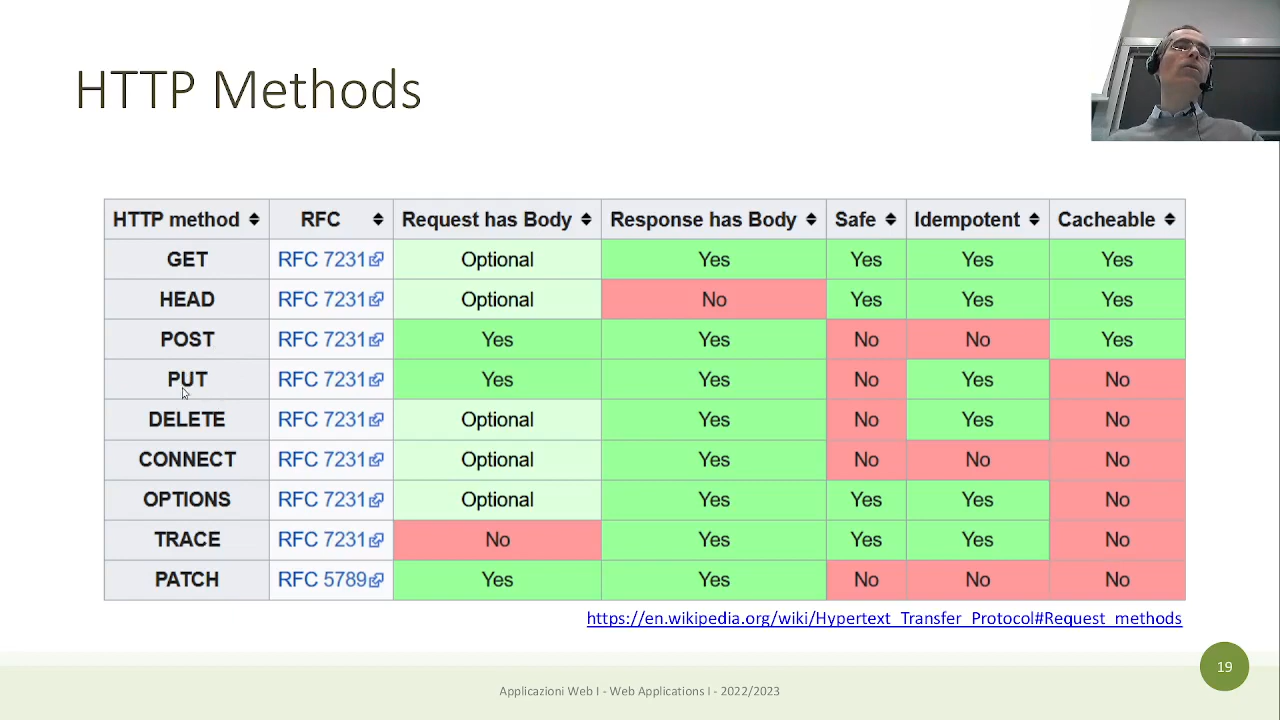 HTTP Methods
HTTP method RFC Request has Body Response has Body Safe Idempotent Cacheable
GET RFC 7231 Optional Yes Yes Yes Yes
HEAD RFC 7231 Optional No Yes Yes Yes
POST RFC 7231 Yes Yes No No Yes
PUT RFC 7231 Yes Yes No Yes No
DELETE RFC 7231 Optional Yes No Yes No
CONNECT RFC 7231 Optional Yes No No No
OPTIONS RFC 7231 Optional Yes Yes Yes No
TRACE RFC 7231 No Yes Yes Yes No
PATCH RFC 5789 Yes Yes No No No
https://en.wikipedia.org/wiki/Hypertext_Transfer_Protocol#Request_methods
19
Applicazioni Web I - Web Applications I - 2022/2023